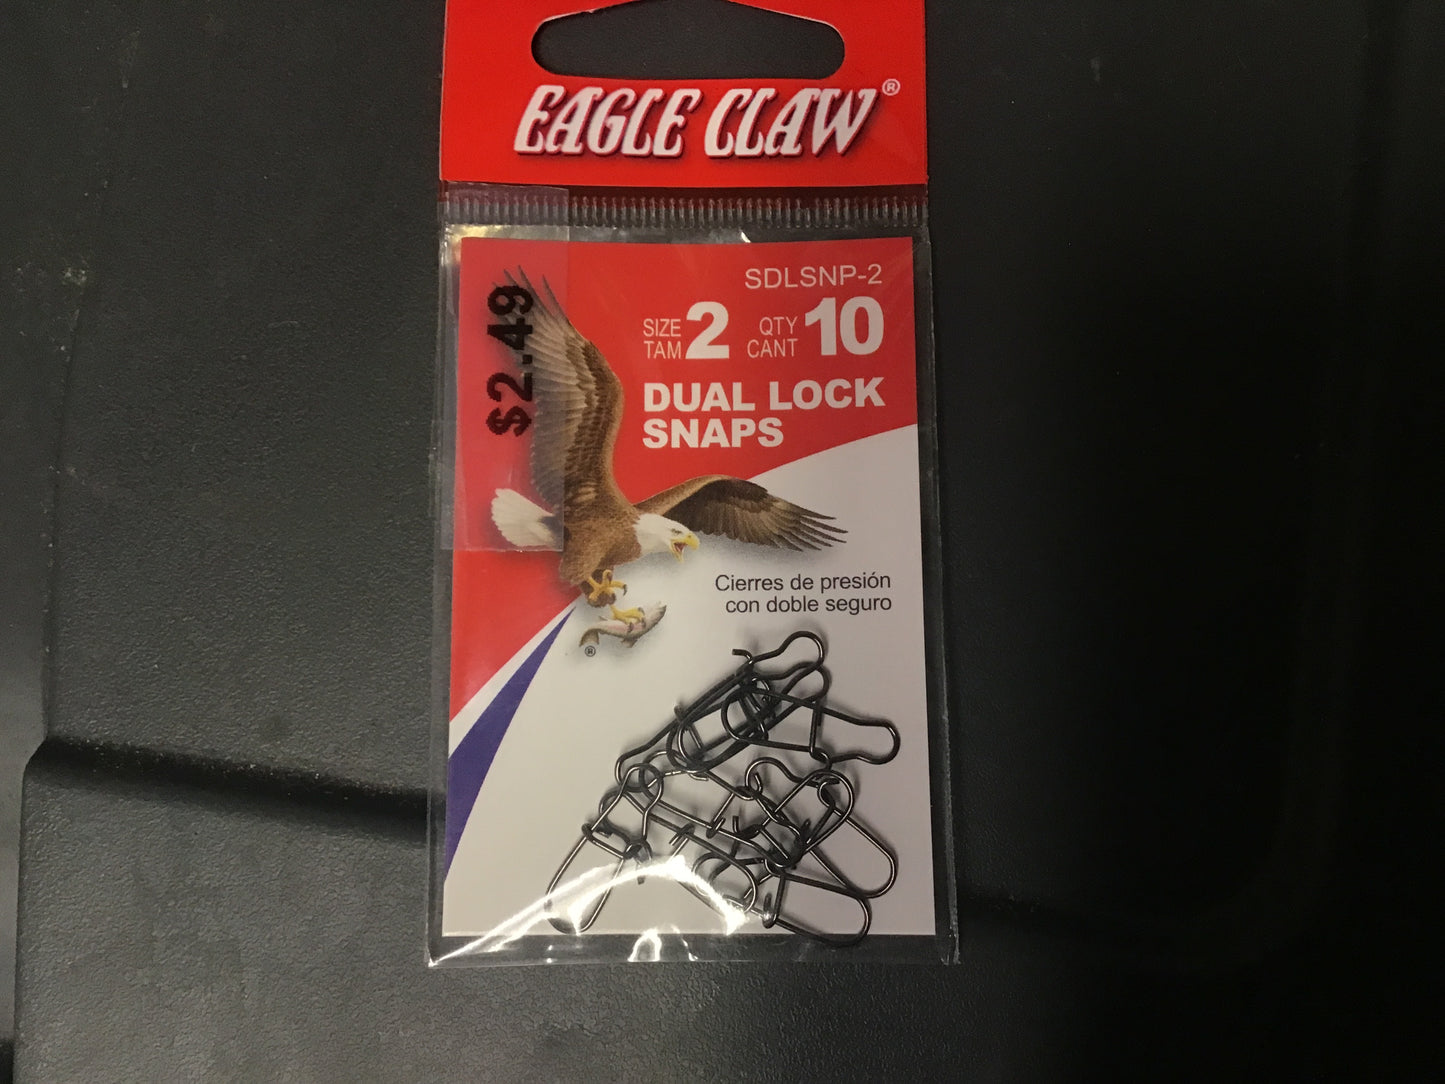 EAGLE CLAW®
$2.49
SDLSNP-2
SIZE TAM 2 QTY CANT 10
DUAL LOCK
SNAPS
Cierres de presión
con doble seguro
®